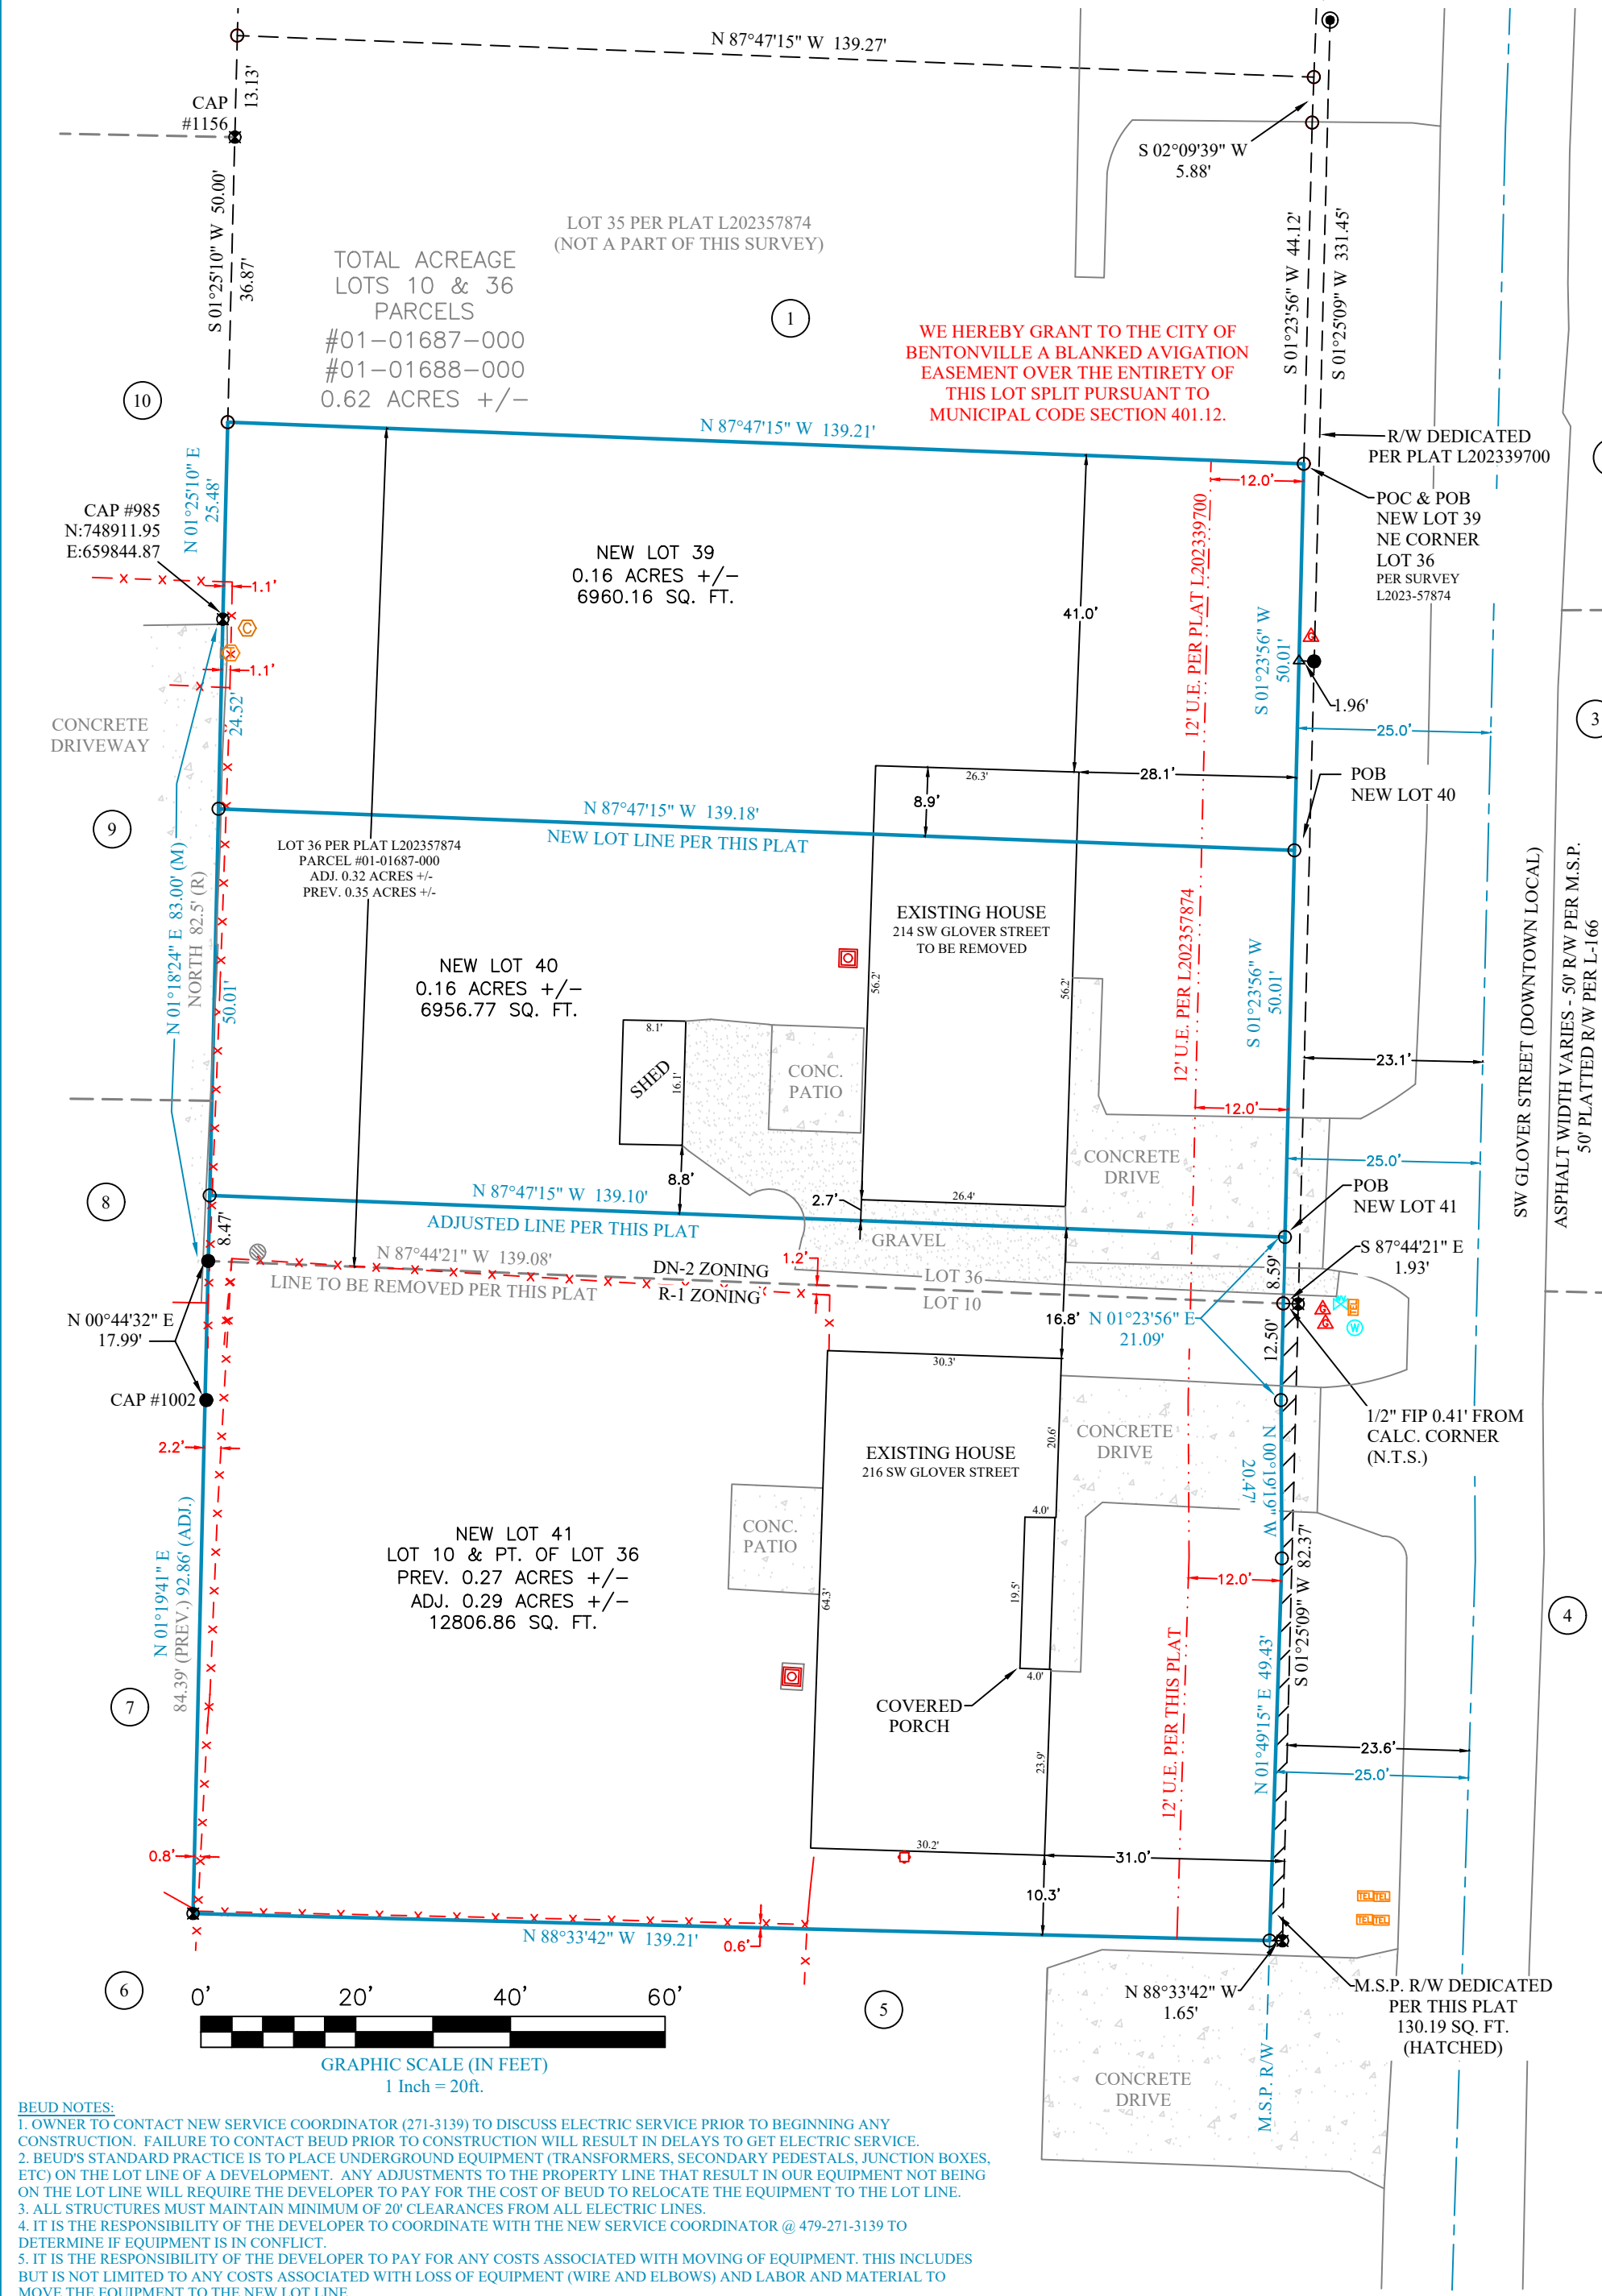 N 87°47'15" W  139.27'
13.13'
CAP
#1156
S 01°25'10" W  50.00'
36.87'
S 02°09'39" W
5.88'
LOT 35 PER PLAT L202357874
(NOT A PART OF THIS SURVEY)
TOTAL ACREAGE
LOTS 10 & 36
PARCELS
#01-01687-000
#01-01688-000
0.62 ACRES +/-
1
WE HEREBY GRANT TO THE CITY OF
BENTONVILLE A BLANKED AVIGATION
EASEMENT OVER THE ENTIRETY OF
THIS LOT SPLIT PURSUANT TO
MUNICIPAL CODE SECTION 401.12.
S 01°23'56" W  44.12'
S 01°25'09" W  331.45'
10
N 87°47'15" W  139.21'
R/W DEDICATED
PER PLAT L202339700
12.0'
POC & POB
NEW LOT 39
NE CORNER
LOT 36
PER SURVEY
L2023-57874
N 01°25'10" E
25.48'
CAP #985
N:748911.95
E:659844.87
1.1'
C
1.1'
24.52'
NEW LOT 39
0.16 ACRES +/-
6960.16 SQ. FT.
41.0'
12' U.E. PER PLAT L202339700
S 01°23'56" W
50.01'
G
1.96'
25.0'
3
CONCRETE
DRIVEWAY
26.3'
28.1'
8.9'
POB
NEW LOT 40
9
N 87°47'15" W  139.18'
NEW LOT LINE PER THIS PLAT
LOT 36 PER PLAT L202357874
PARCEL #01-01687-000
ADJ. 0.32 ACRES +/-
PREV. 0.35 ACRES +/-
N 01°18'24" E  83.00' (M)
NORTH  82.5' (R)
50.01'
EXISTING HOUSE
214 SW GLOVER STREET
TO BE REMOVED
56.2'
56.2'
12' U.E. PER L202357874
S 01°23'56" W
50.01'
SW GLOVER STREET (DOWNTOWN LOCAL)
ASPHALT WIDTH VARIES - 50' R/W PER M.S.P.
50' PLATTED R/W PER L-166
NEW LOT 40
0.16 ACRES +/-
6956.77 SQ. FT.
8.1'
SHED
16.1'
CONC.
PATIO
23.1'
12.0'
CONCRETE
DRIVE
25.0'
8
N 87°47'15" W  139.10'
ADJUSTED LINE PER THIS PLAT
8.8'
2.7'
26.4'
POB
NEW LOT 41
8.47'
GRAVEL
N 87°44'21" W  139.08'
LINE TO BE REMOVED PER THIS PLAT
DN-2 ZONING
R-1 ZONING
1.2'
LOT 36
LOT 10
8.59'
S 87°44'21" E
1.93'
N 00°44'32" E
17.99'
16.8'
N 01°23'56" E
21.09'
12.50'
G
G
TEL
W
30.3'
CAP #1002
1/2" FIP 0.41' FROM
CALC. CORNER
(N.T.S.)
2.2'
EXISTING HOUSE
216 SW GLOVER STREET
20.6'
CONCRETE
DRIVE
N 00°19'19" W
20.47'
4.0'
CONC.
PATIO
NEW LOT 41
LOT 10 & PT. OF LOT 36
PREV. 0.27 ACRES +/-
ADJ. 0.29 ACRES +/-
12806.86 SQ. FT.
N 01°19'41" E
84.39' (PREV.) 92.86' (ADJ.)
64.3'
19.5'
12.0'
S 01°25'09" W  82.37'
4
4.0'
COVERED
PORCH
7
12' U.E. PER THIS PLAT
N 01°49'15" E  49.43'
23.9'
23.6'
25.0'
0.8'
30.2'
31.0'
10.3'
TEL TEL
TEL TEL
N 88°33'42" W  139.21'
0.6'
6
5
N 88°33'42" W
1.65'
M.S.P. R/W DEDICATED
PER THIS PLAT
130.19 SQ. FT.
(HATCHED)
M.S.P. R/W
CONCRETE
DRIVE
0' 20' 40' 60'
GRAPHIC SCALE (IN FEET)
1 Inch = 20ft.
BEUD NOTES:
1. OWNER TO CONTACT NEW SERVICE COORDINATOR (271-3139) TO DISCUSS ELECTRIC SERVICE PRIOR TO BEGINNING ANY
CONSTRUCTION.  FAILURE TO CONTACT BEUD PRIOR TO CONSTRUCTION WILL RESULT IN DELAYS TO GET ELECTRIC SERVICE.
2. BEUD'S STANDARD PRACTICE IS TO PLACE UNDERGROUND EQUIPMENT (TRANSFORMERS, SECONDARY PEDESTALS, JUNCTION BOXES,
ETC) ON THE LOT LINE OF A DEVELOPMENT.  ANY ADJUSTMENTS TO THE PROPERTY LINE THAT RESULT IN OUR EQUIPMENT NOT BEING
ON THE LOT LINE WILL REQUIRE THE DEVELOPER TO PAY FOR THE COST OF BEUD TO RELOCATE THE EQUIPMENT TO THE LOT LINE.
3. ALL STRUCTURES MUST MAINTAIN MINIMUM OF 20' CLEARANCES FROM ALL ELECTRIC LINES.
4. IT IS THE RESPONSIBILITY OF THE DEVELOPER TO COORDINATE WITH THE NEW SERVICE COORDINATOR @ 479-271-3139 TO
DETERMINE IF EQUIPMENT IS IN CONFLICT.
5. IT IS THE RESPONSIBILITY OF THE DEVELOPER TO PAY FOR ANY COSTS ASSOCIATED WITH MOVING OF EQUIPMENT. THIS INCLUDES
BUT IS NOT LIMITED TO ANY COSTS ASSOCIATED WITH LOSS OF EQUIPMENT (WIRE AND ELBOWS) AND LABOR AND MATERIAL TO
MOVE THE EQUIPMENT TO THE NEW LOT LINE